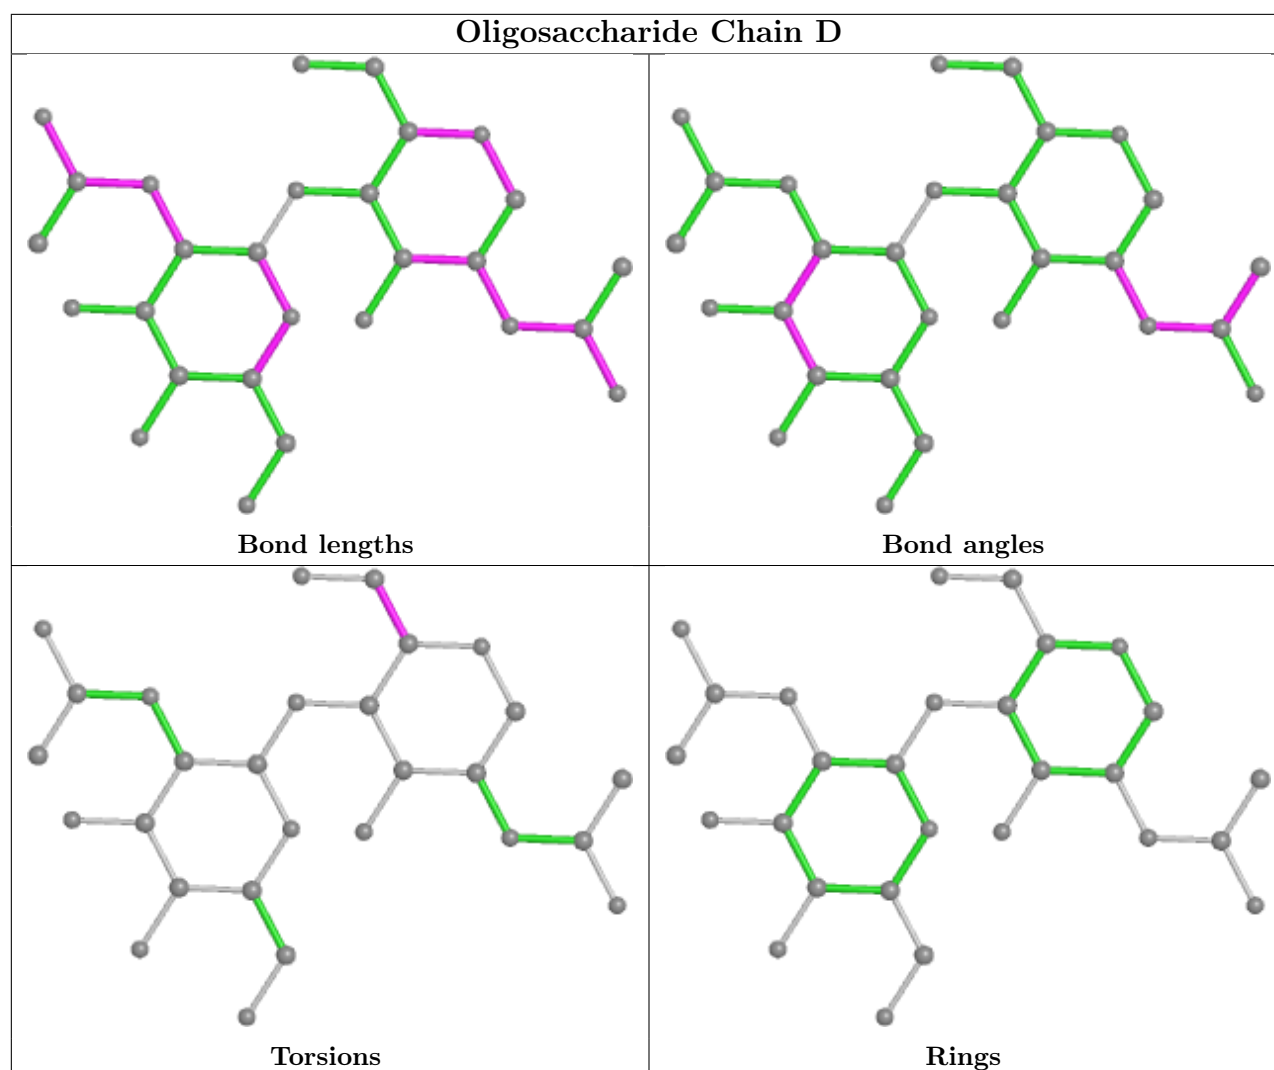 Oligosaccharide Chain D
Bond lengths
Bond angles
Torsions
Rings